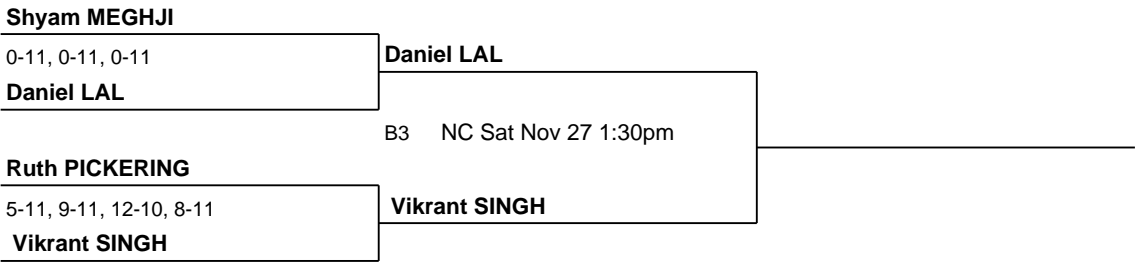 Shyam MEGHJI
0-11, 0-11, 0-11
Daniel LAL
Daniel LAL
B3 NC Sat Nov 27 1:30pm
Ruth PICKERING
5-11, 9-11, 12-10, 8-11
Vikrant SINGH
Vikrant SINGH